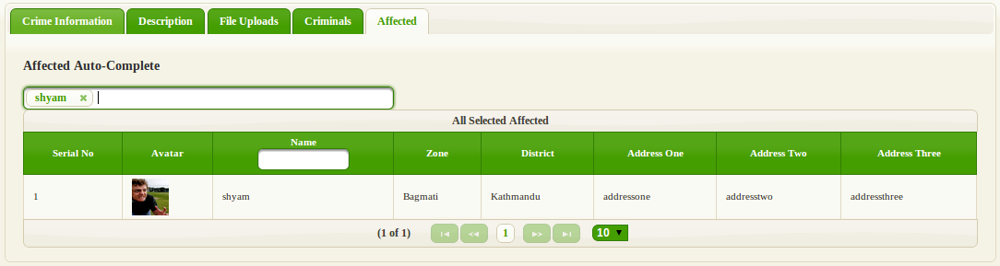 Crime Information Description File Uploads Criminals Affected
Affected Auto-Complete
shyam
All Selected Affected
Serial No Avatar Name Zone District Address One Address Two Address Three
1 shyam Bagmati Kathmandu addressone addresstwo addressthree
(1 of 1) 1 10